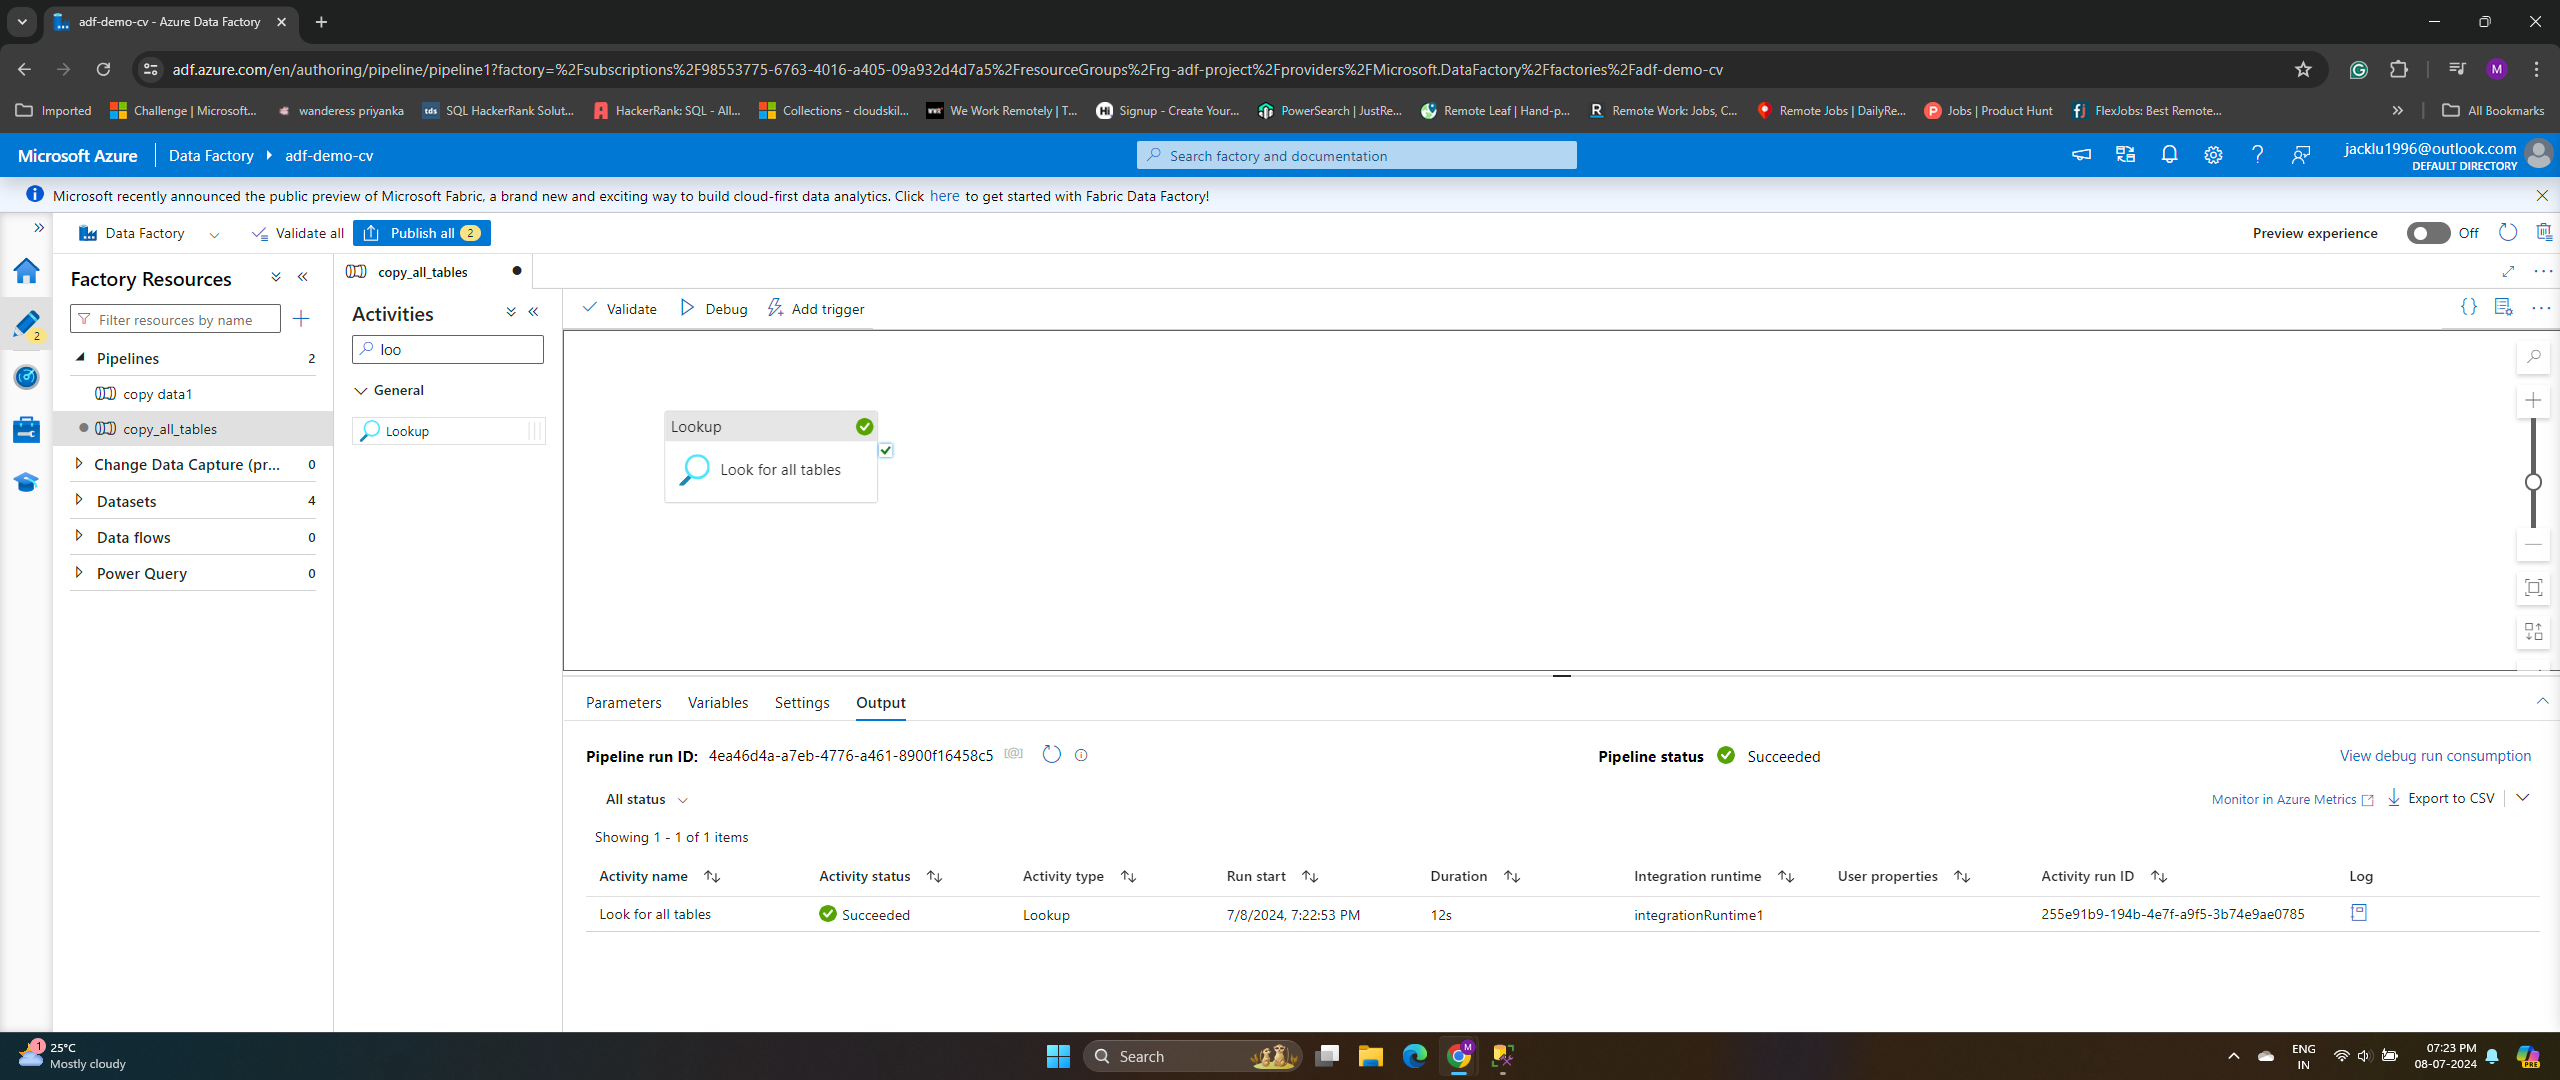 adf-demo-cv - Azure Data Factory
adf.azure.com/en/authoring/pipeline/pipeline1?factory=%2Fsubscriptions%2F98553775-6763-4016-a405-09a932d4d7a5%2FresourceGroups%2Frg-adf-project%2Fproviders%2FMicrosoft.DataFactory%2Ffactories%2Fadf-demo-cv
M
Imported Challenge | Microsoft... wanderess priyanka tds SQL HackerRank Solut... HackerRank: SQL - All... Collections - cloudskil... We Work Remotely | T... Signup - Create Your... PowerSearch | JustRe... Remote Leaf | Hand-p... R Remote Work: Jobs, C... Remote Jobs | DailyRe... P Jobs | Product Hunt fj FlexJobs: Best Remote... All Bookmarks
Microsoft Azure Data Factory adf-demo-cv Search factory and documentation jacklu1996@outlook.com
DEFAULT DIRECTORY
Microsoft recently announced the public preview of Microsoft Fabric, a brand new and exciting way to build cloud-first data analytics. Click here to get started with Fabric Data Factory!
Data Factory Validate all Publish all 2 Preview experience Off
2
Factory Resources
Filter resources by name
Pipelines 2
copy data1
copy_all_tables
Change Data Capture (pr... 0
Datasets 4
Data flows 0
Power Query 0
copy_all_tables
Activities
loo
General
Lookup
Validate Debug Add trigger
Lookup
Look for all tables
Parameters Variables Settings Output
Pipeline run ID: 4ea46d4a-a7eb-4776-a461-8900f16458c5 Pipeline status Succeeded View debug run consumption
All status Monitor in Azure Metrics Export to CSV
Showing 1 - 1 of 1 items
Activity name Activity status Activity type Run start Duration Integration runtime User properties Activity run ID Log
Look for all tables Succeeded Lookup 7/8/2024, 7:22:53 PM 12s integrationRuntime1 255e91b9-194b-4e7f-a9f5-3b74e9ae0785
1
25°C
Mostly cloudy
Search
M
ENG
IN
07:23 PM
08-07-2024
PRE